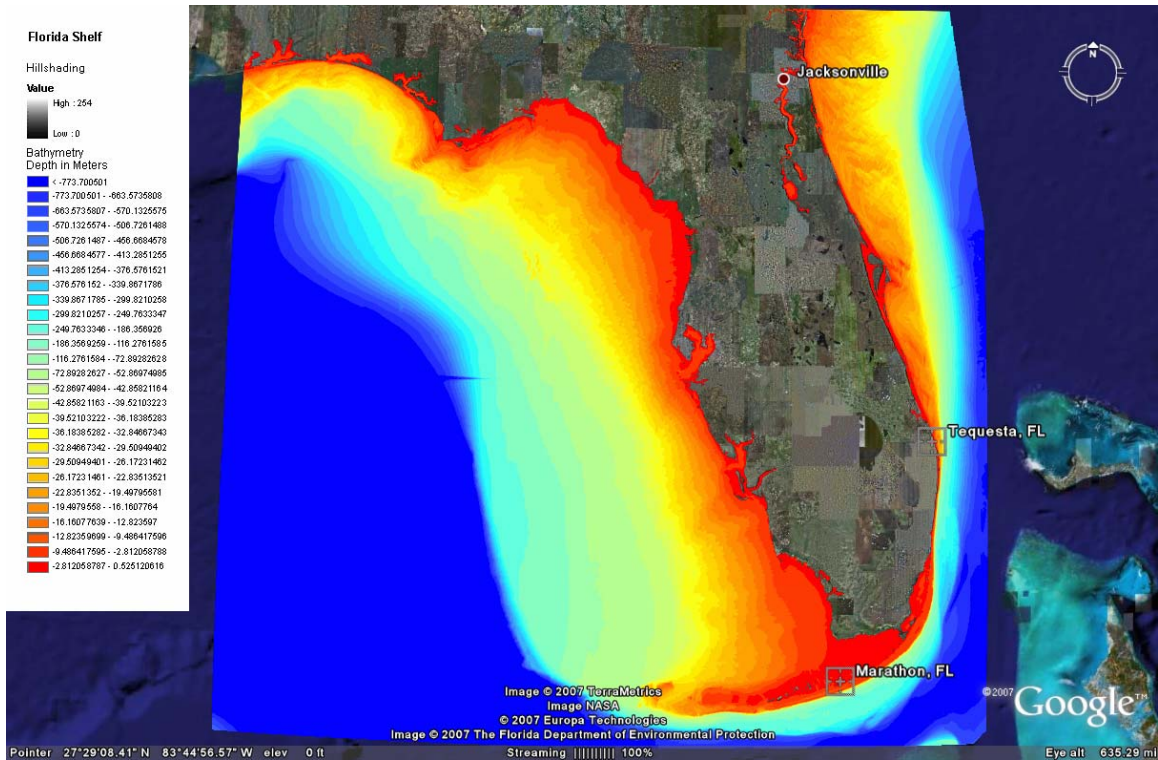 Florida Shelf
Hillshading
Value
High : 254
Low : 0
Bathymetry
Depth in Meters
< -773.700501
-773.700501 - -663.5735808
-663.5735807 - -570.1325575
-570.1325574 - -506.7261488
-506.7261487 - -456.6684578
-456.6684577 - -413.2851255
-413.2851254 - -376.5761521
-376.576152 - -339.8671786
-339.8671785 - -299.8210258
-299.8210257 - -249.7633347
-249.7633346 - -186.356926
-186.3569259 - -116.2761585
-116.2761584 - -72.89282628
-72.89282627 - -52.86974985
-52.86974984 - -42.85821164
-42.85821163 - -39.52103223
-39.52103222 - -36.18385283
-36.18385282 - -32.84667343
-32.84667342 - -29.50949402
-29.50949401 - -26.17231462
-26.17231461 - -22.83513521
-22.8351352 - -19.49795581
-19.4979558 - -16.1607764
-16.16077639 - -12.823597
-12.82359699 - -9.486417596
-9.486417595 - -2.812058788
-2.812058787 - 0.525120616
N
Jacksonville
Tequesta, FL
Marathon, FL
Image © 2007 TerraMetrics
Image NASA
© 2007 Europa Technologies
Image © 2007 The Florida Department of Environmental Protection
©2007 Google™
Pointer 27°29'08.41" N 83°44'56.57" W elev 0 ft Streaming |||||||||| 100% Eye alt 635.29 mi